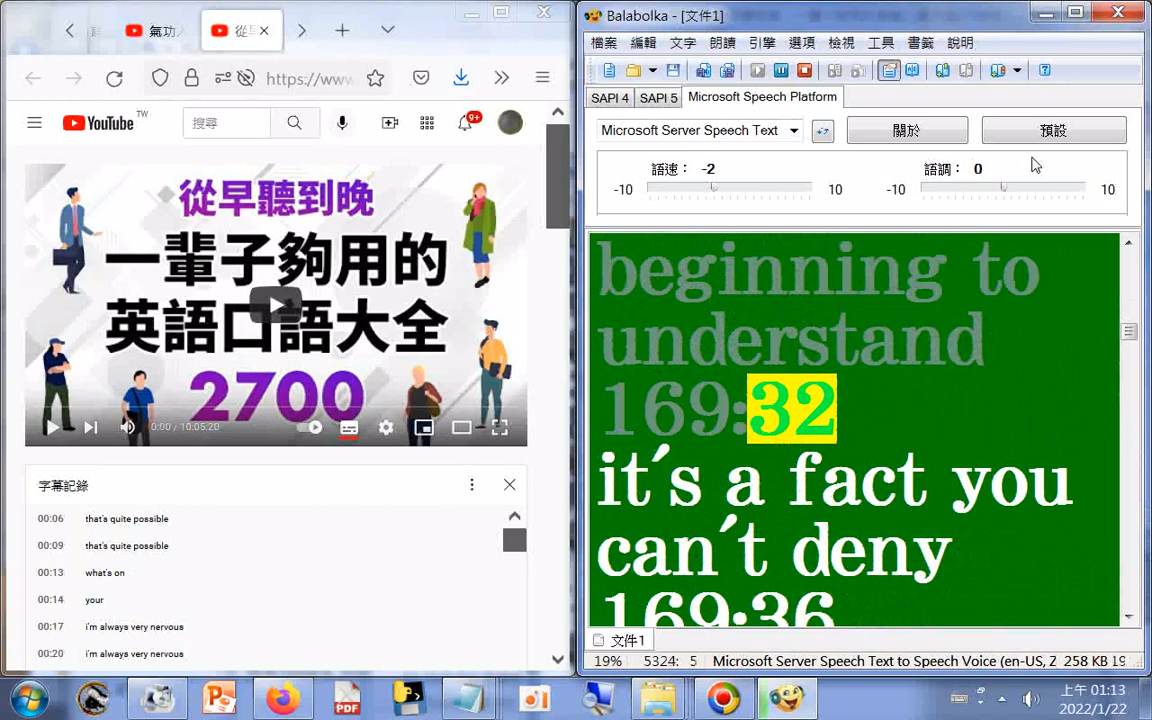 氣功
從
https://www
YouTube TW
搜尋
9+
從早聽到晚
一輩子夠用的
英語口語大全
2700
0:00 / 10:05:20
字幕記錄
00:06 that's quite possible
00:09 that's quite possible
00:13 what's on
00:14 your
00:17 i'm always very nervous
00:20 i'm always very nervous
Balabolka - [文件1]
檔案 編輯 文字 朗讀 引擎 選項 檢視 工具 書籤 說明
SAPI 4 SAPI 5 Microsoft Speech Platform
Microsoft Server Speech Text 關於 預設
語速： -2 語調： 0
-10 10 -10 10
beginning to
understand
169:32
it's a fact you
can't deny
169:36
文件1
19% 5324: 5 Microsoft Server Speech Text to Speech Voice (en-US, Z 258 KB 19
PDF
上午 01:13
2022/1/22